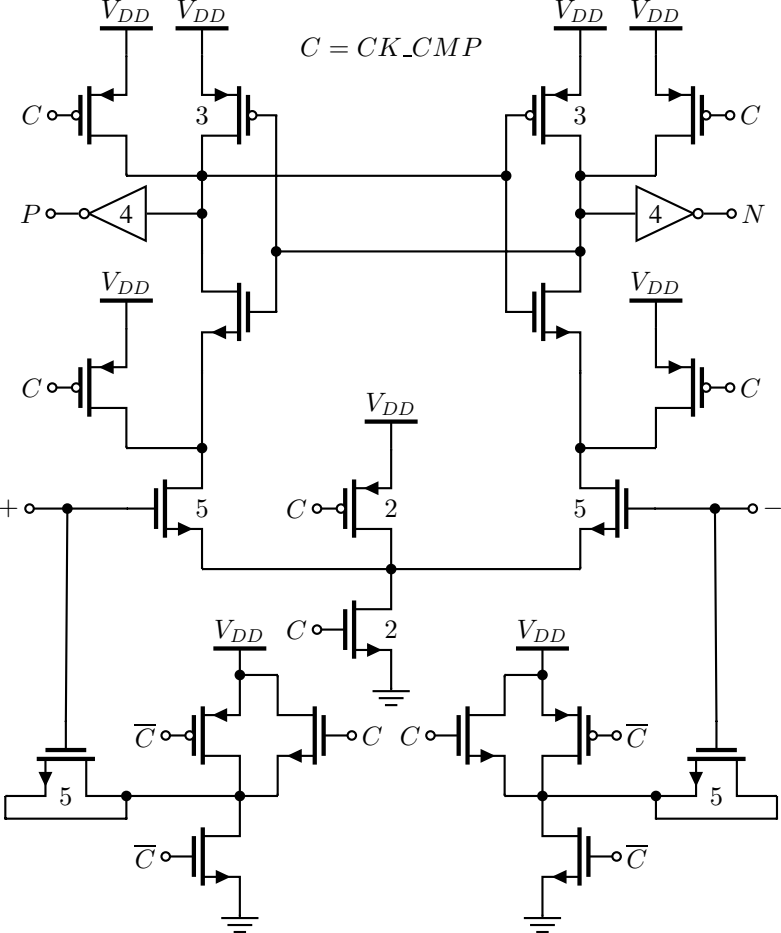 V_DD V_DD V_DD V_DD
C = CK_CMP
C 3 3 C
P 4 4 N
V_DD V_DD
C C
V_DD
+ 5 C 2 5 −
C 2
V_DD V_DD
C̅ C C C̅
5 5
C̅ C̅